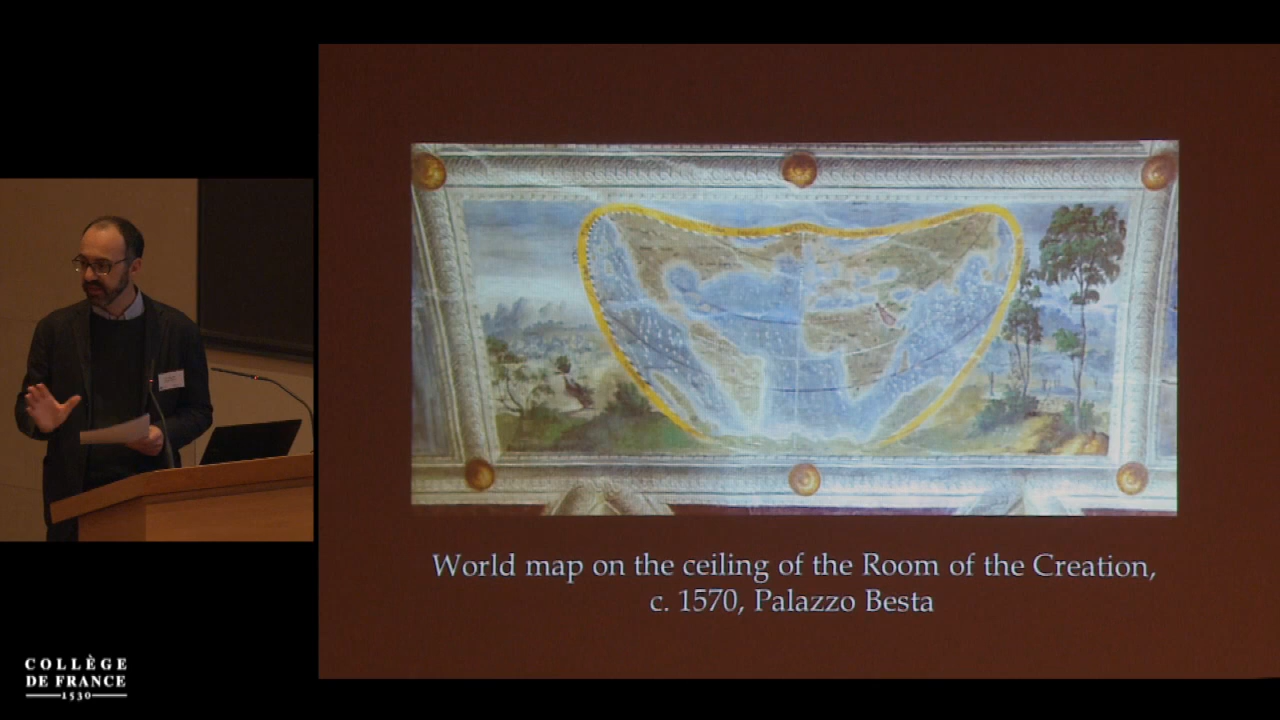 World map on the ceiling of the Room of the Creation,
c. 1570, Palazzo Besta
COLLÈGE
DE FRANCE
1530